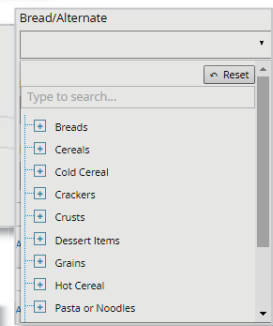 Bread/Alternate
Reset
Type to search...
Breads
Cereals
Cold Cereal
Crackers
Crusts
Dessert Items
Grains
Hot Cereal
Pasta or Noodles